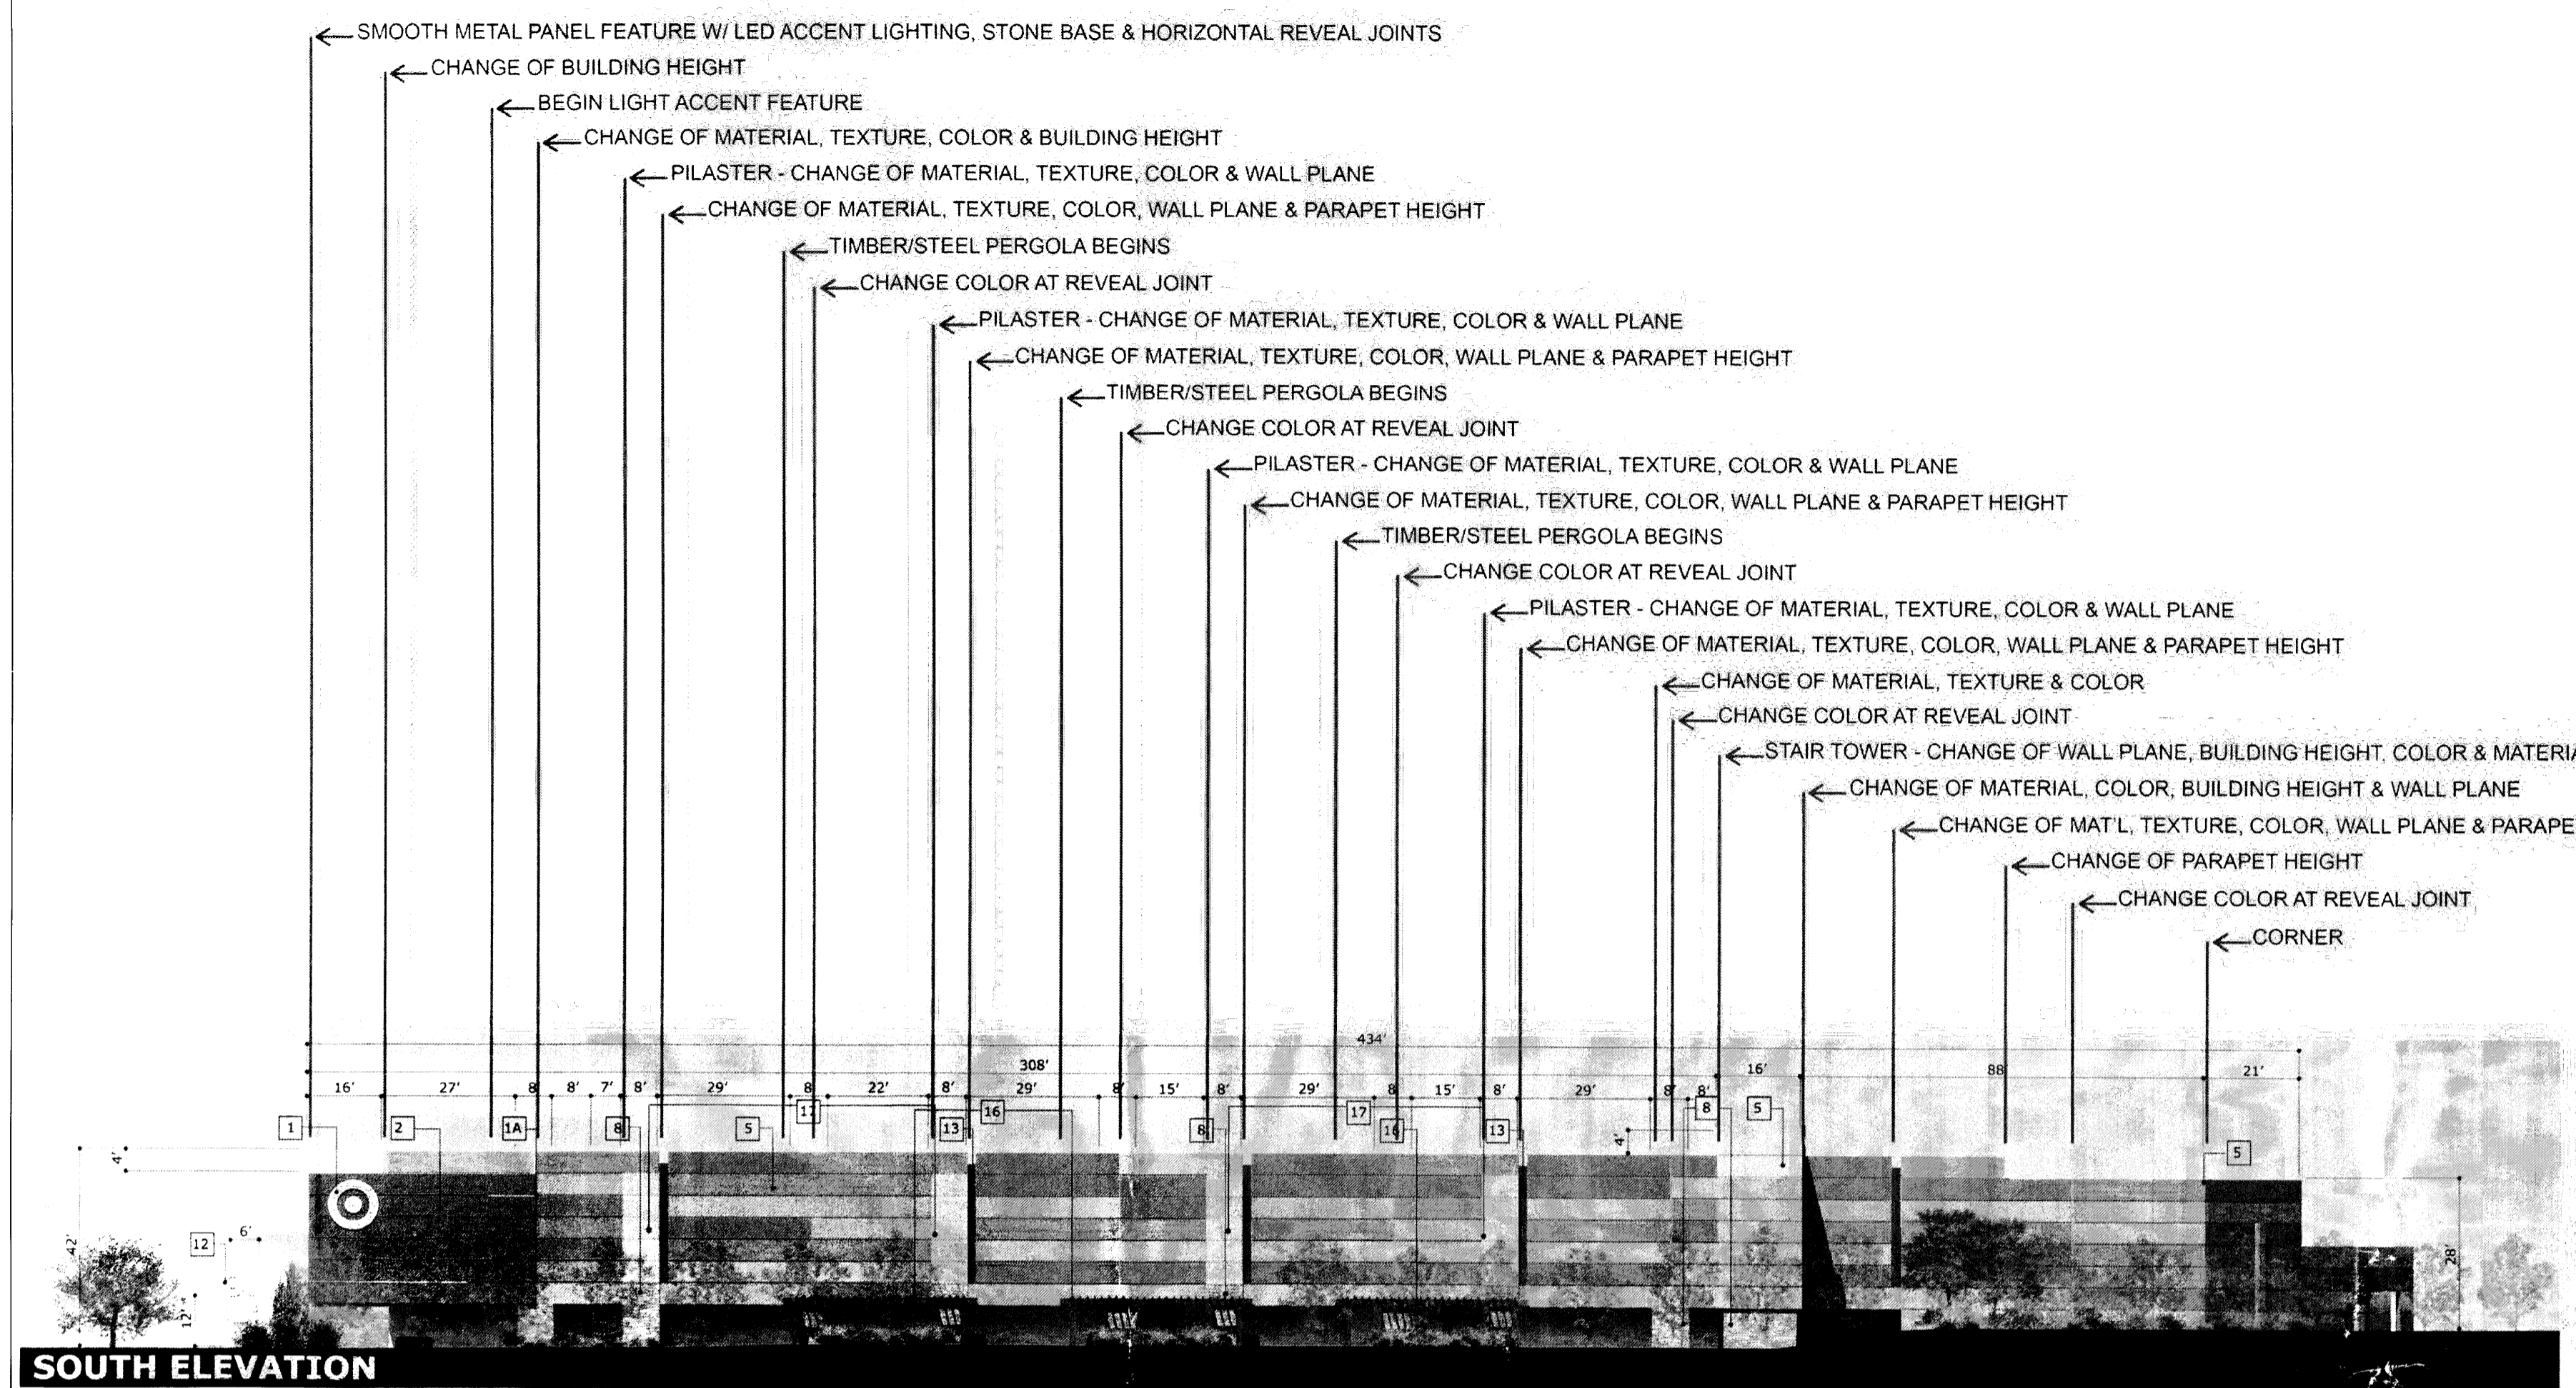 SMOOTH METAL PANEL FEATURE W/ LED ACCENT LIGHTING, STONE BASE & HORIZONTAL REVEAL JOINTS
CHANGE OF BUILDING HEIGHT
BEGIN LIGHT ACCENT FEATURE
CHANGE OF MATERIAL, TEXTURE, COLOR & BUILDING HEIGHT
PILASTER - CHANGE OF MATERIAL, TEXTURE, COLOR & WALL PLANE
CHANGE OF MATERIAL, TEXTURE, COLOR, WALL PLANE & PARAPET HEIGHT
TIMBER/STEEL PERGOLA BEGINS
CHANGE COLOR AT REVEAL JOINT
PILASTER - CHANGE OF MATERIAL, TEXTURE, COLOR & WALL PLANE
CHANGE OF MATERIAL, TEXTURE, COLOR, WALL PLANE & PARAPET HEIGHT
TIMBER/STEEL PERGOLA BEGINS
CHANGE COLOR AT REVEAL JOINT
PILASTER - CHANGE OF MATERIAL, TEXTURE, COLOR & WALL PLANE
CHANGE OF MATERIAL, TEXTURE, COLOR, WALL PLANE & PARAPET HEIGHT
TIMBER/STEEL PERGOLA BEGINS
CHANGE COLOR AT REVEAL JOINT
PILASTER - CHANGE OF MATERIAL, TEXTURE, COLOR & WALL PLANE
CHANGE OF MATERIAL, TEXTURE, COLOR, WALL PLANE & PARAPET HEIGHT
CHANGE OF MATERIAL, TEXTURE & COLOR
CHANGE COLOR AT REVEAL JOINT
STAIR TOWER - CHANGE OF WALL PLANE, BUILDING HEIGHT, COLOR & MATERIA
CHANGE OF MATERIAL, COLOR, BUILDING HEIGHT & WALL PLANE
CHANGE OF MAT'L, TEXTURE, COLOR, WALL PLANE & PARAPE
CHANGE OF PARAPET HEIGHT
CHANGE COLOR AT REVEAL JOINT
CORNER
434'
308'
16' 88 21'
16' 27' 8 8' 7' 8' 29' 8 22' 8' 29' 8' 15' 8' 29' 8 15' 8' 29' 8' 8'
17 16 17 8 5
1 2 1A 8 5 13 8 16 13
4' 4' 5
12 6'
42' 12' 28'
SOUTH ELEVATION